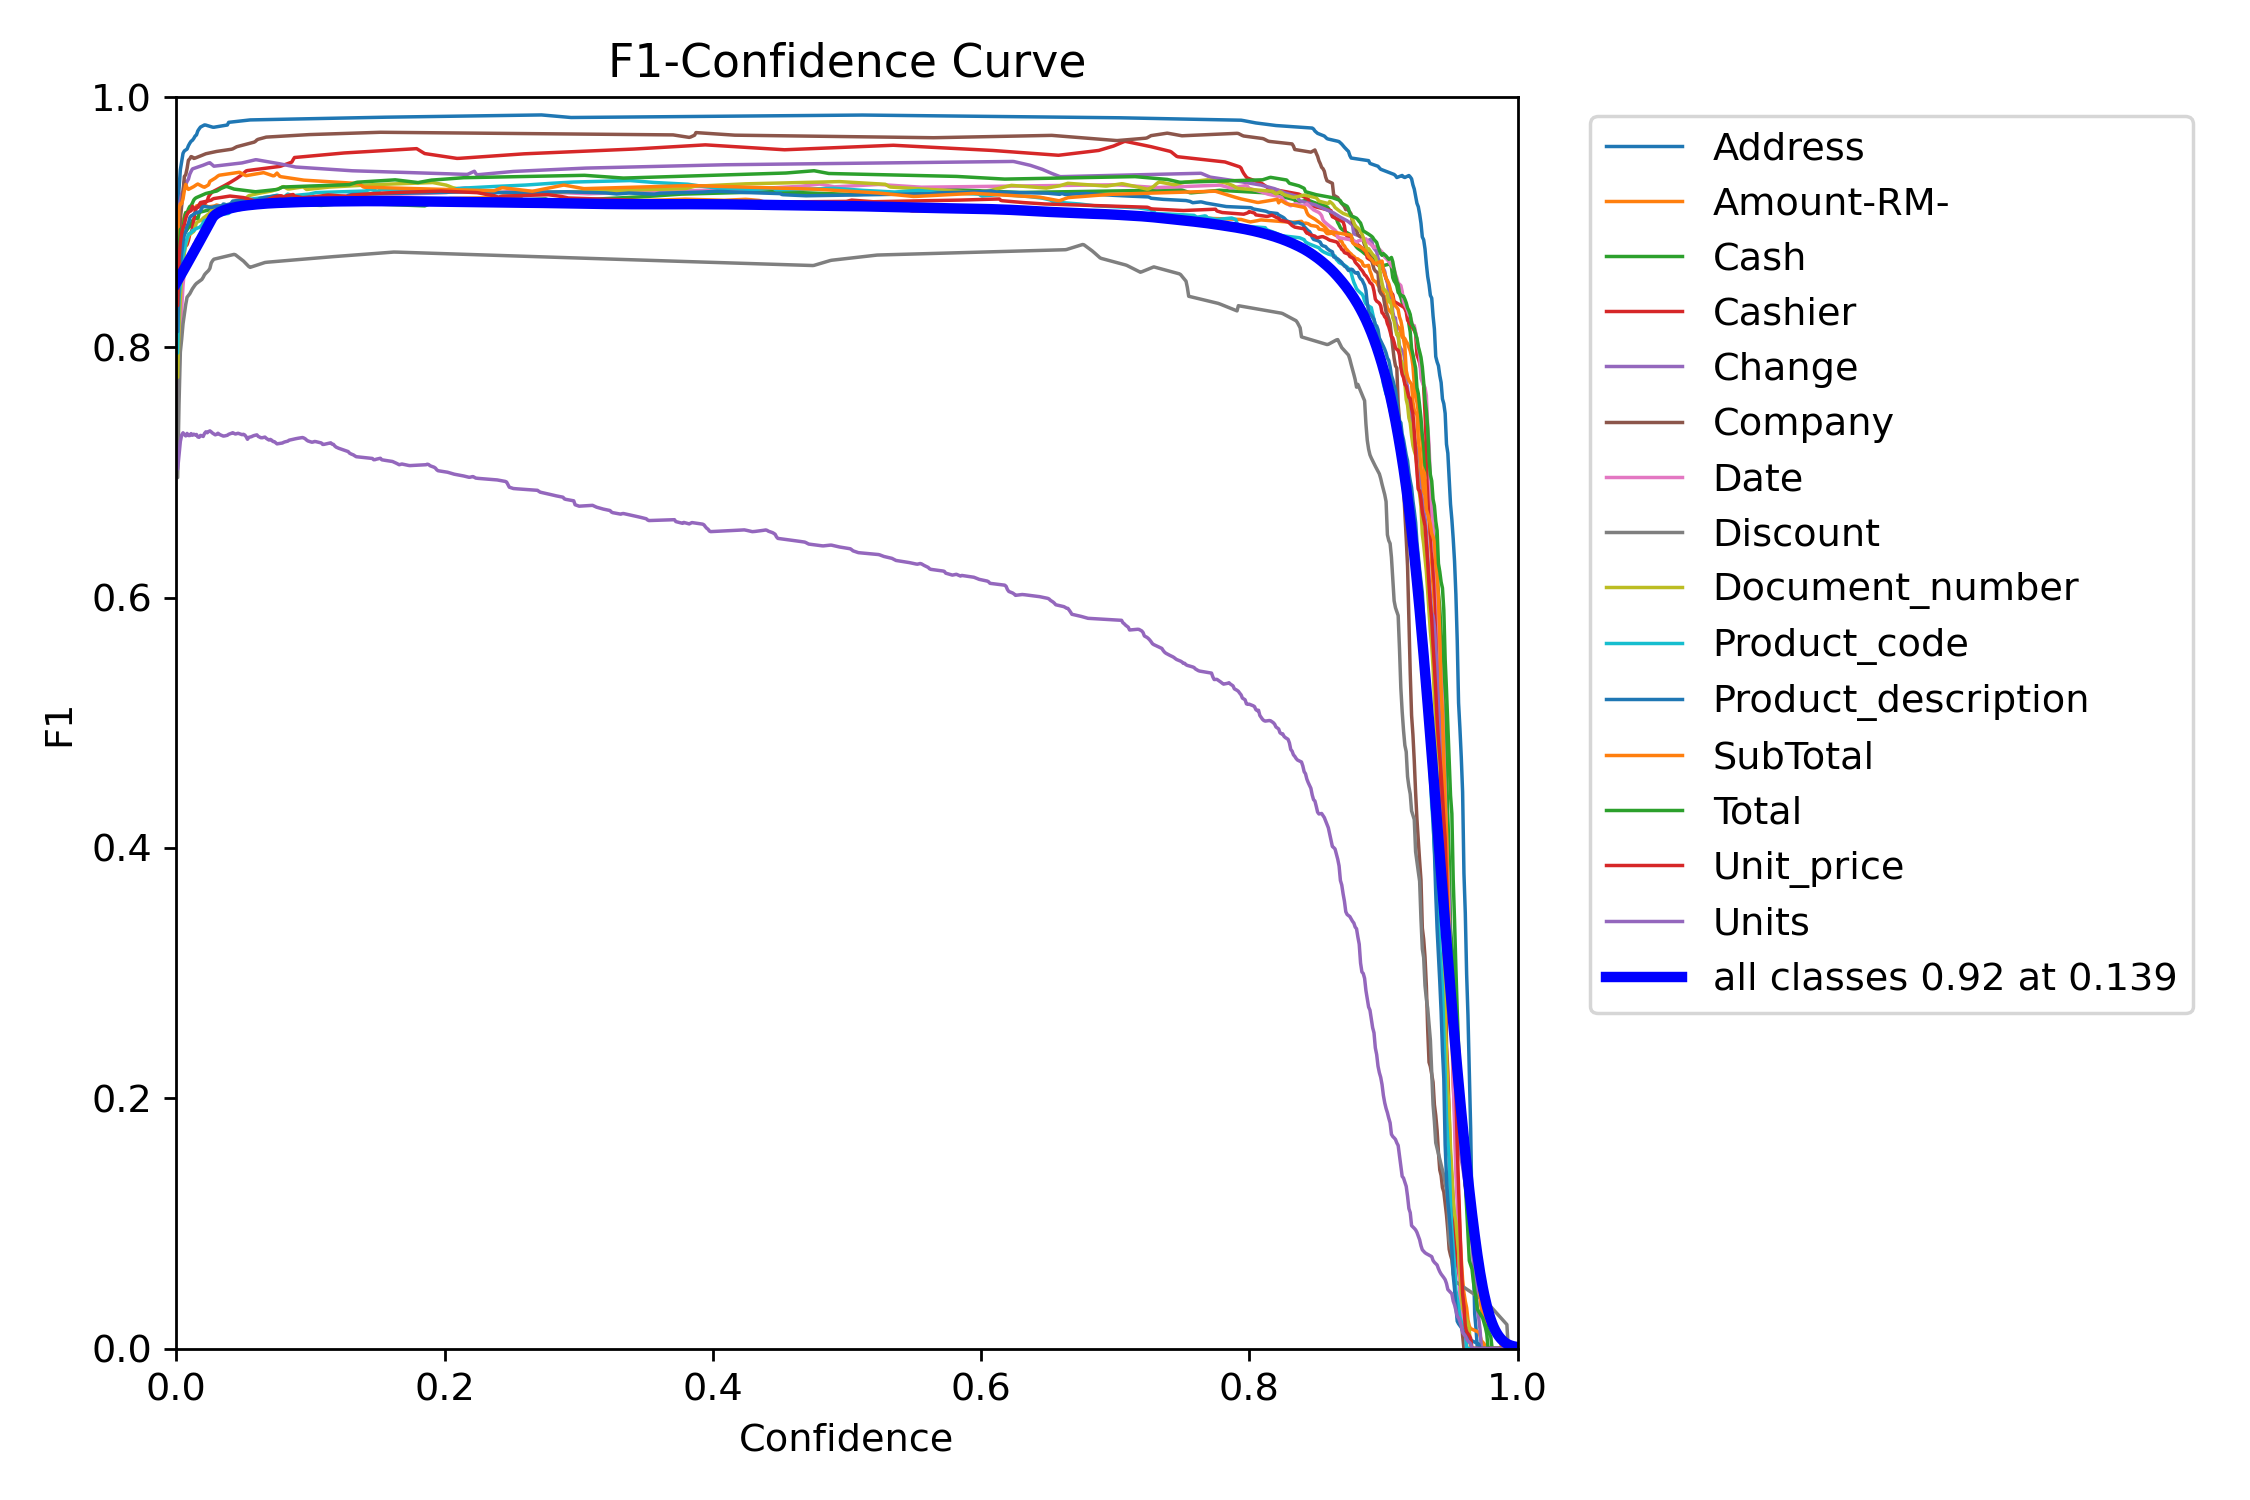 F1-Confidence Curve
1.0
0.8
0.6
0.4
0.2
0.0
F1
0.0 0.2 0.4 0.6 0.8 1.0
Confidence
Address
Amount-RM-
Cash
Cashier
Change
Company
Date
Discount
Document_number
Product_code
Product_description
SubTotal
Total
Unit_price
Units
all classes 0.92 at 0.139